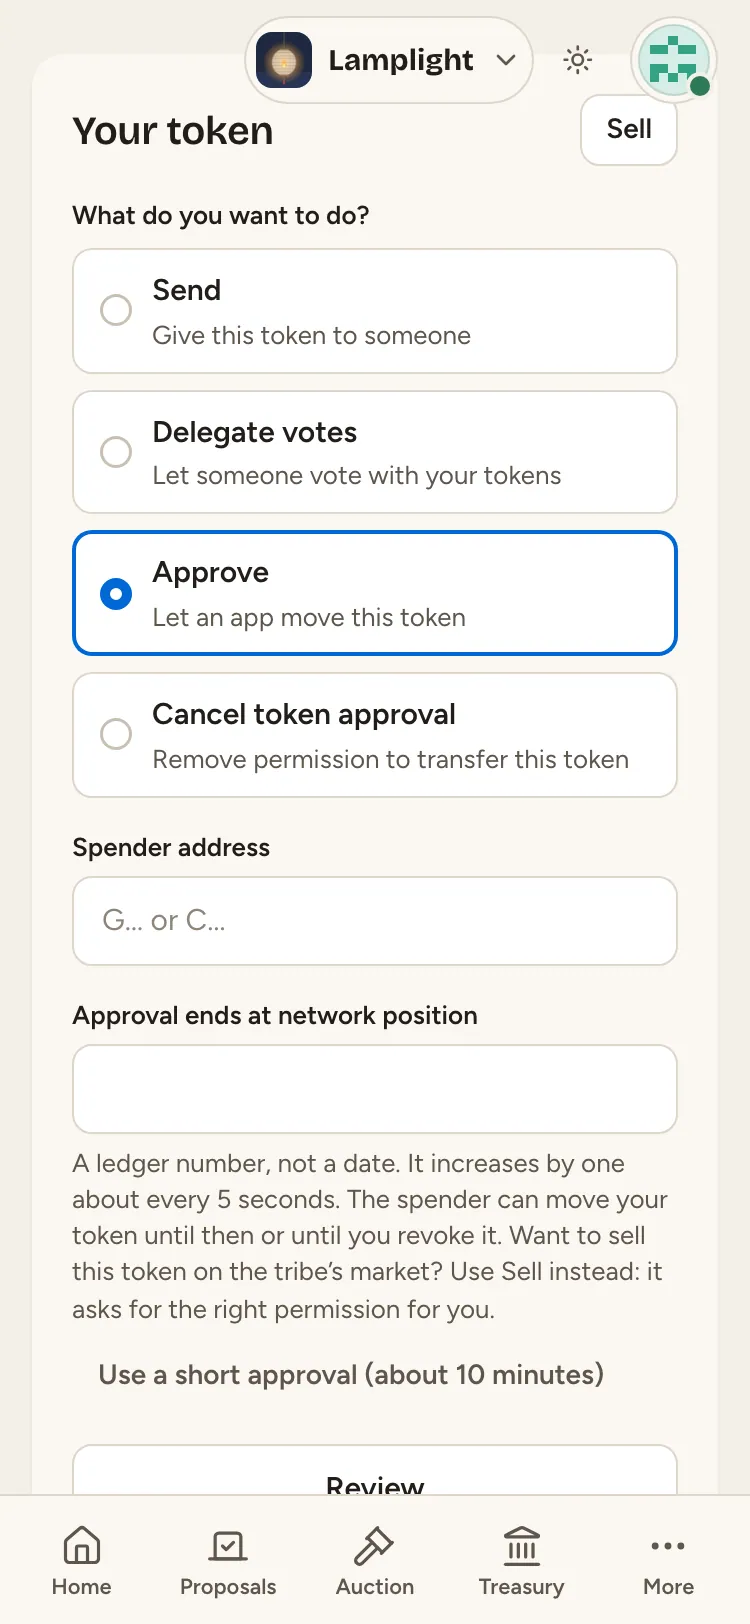 Lamplight
Your token
Sell
What do you want to do?
Send
Give this token to someone
Delegate votes
Let someone vote with your tokens
Approve
Let an app move this token
Cancel token approval
Remove permission to transfer this token
Spender address
G... or C...
Approval ends at network position
A ledger number, not a date. It increases by one
about every 5 seconds. The spender can move your
token until then or until you revoke it. Want to sell
this token on the tribe’s market? Use Sell instead: it
asks for the right permission for you.
Use a short approval (about 10 minutes)
Review
Home
Proposals
Auction
Treasury
More